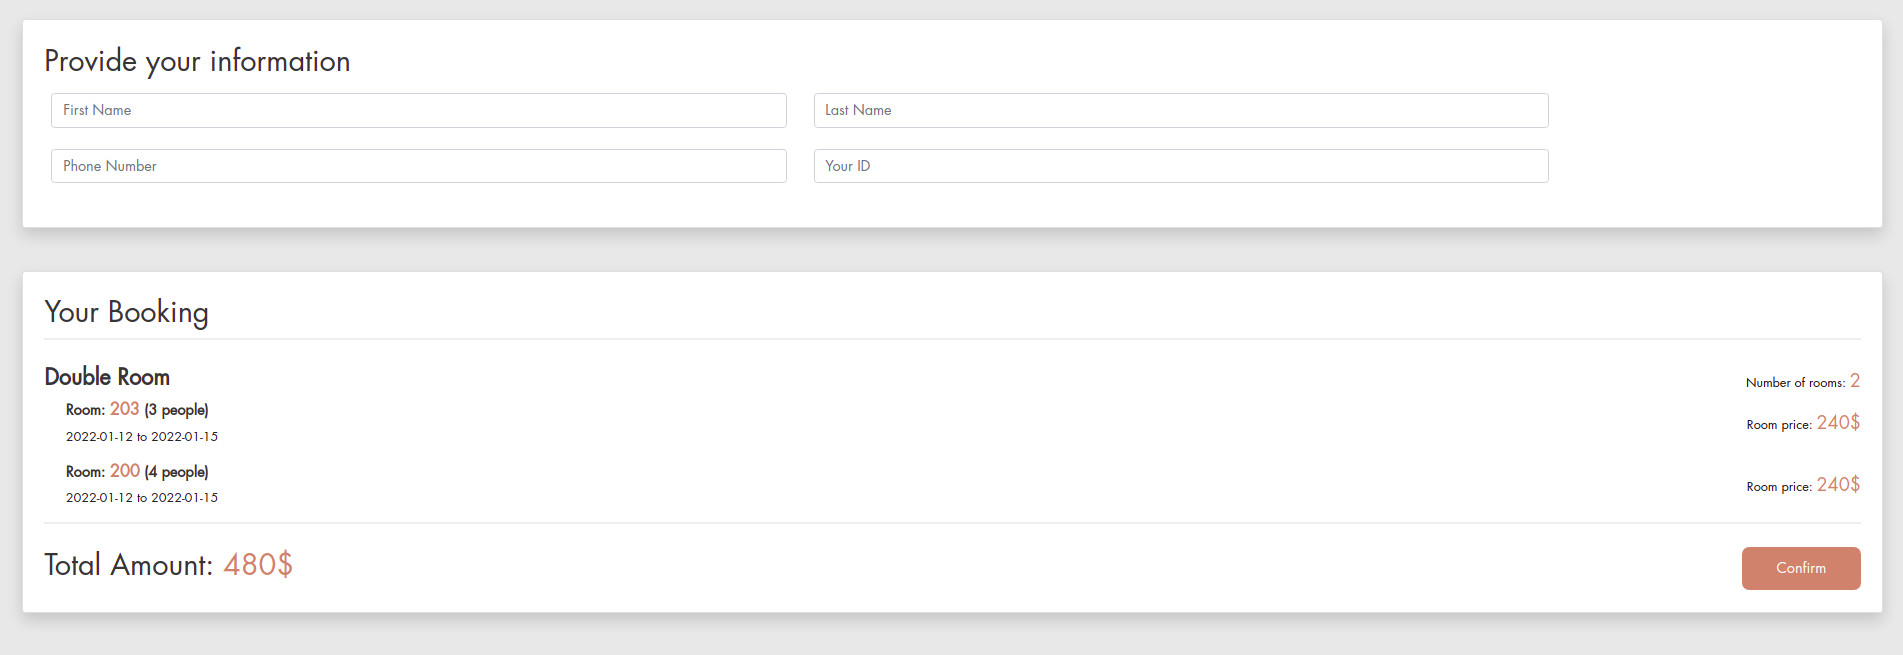 Provide your information
First Name
Last Name
Phone Number
Your ID
Your Booking
Double Room
Number of rooms: 2
Room: 203 (3 people)
Room price: 240$
2022-01-12 to 2022-01-15
Room: 200 (4 people)
Room price: 240$
2022-01-12 to 2022-01-15
Total Amount: 480$
Confirm